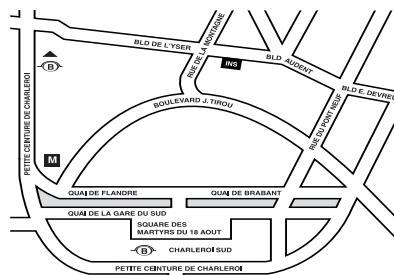 BLD DE L'YSER
RUE DE LA MONTAGNE
INS
BLD AUDENT
BLD E. DEVREU
B
PETITE CEINTURE DE CHARLEROI
BOULEVARD J. TIROU
RUE DU PONT NEUF
M
QUAI DE FLANDRE
QUAI DE BRABANT
QUAI DE LA GARE DU SUD
SQUARE DES
MARTYRS DU 18 AOUT
B
CHARLEROI SUD
PETITE CEINTURE DE CHARLEROI